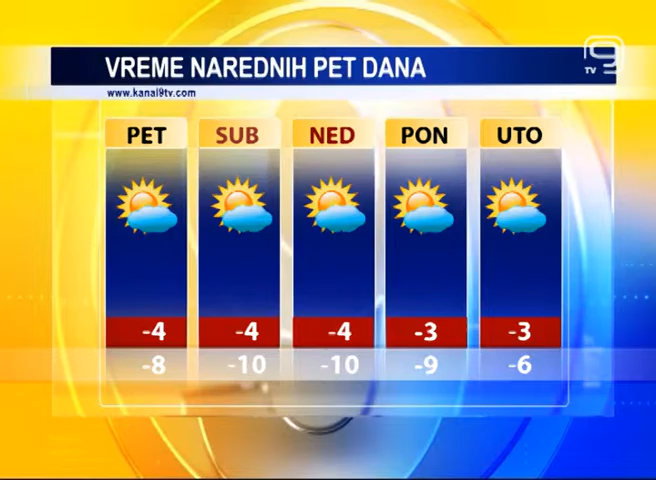 VREME NAREDNIH PET DANA
TV 9
www.kanal9tv.com
PET SUB NED PON UTO
-4 -4 -4 -3 -3
-8 -10 -10 -9 -6